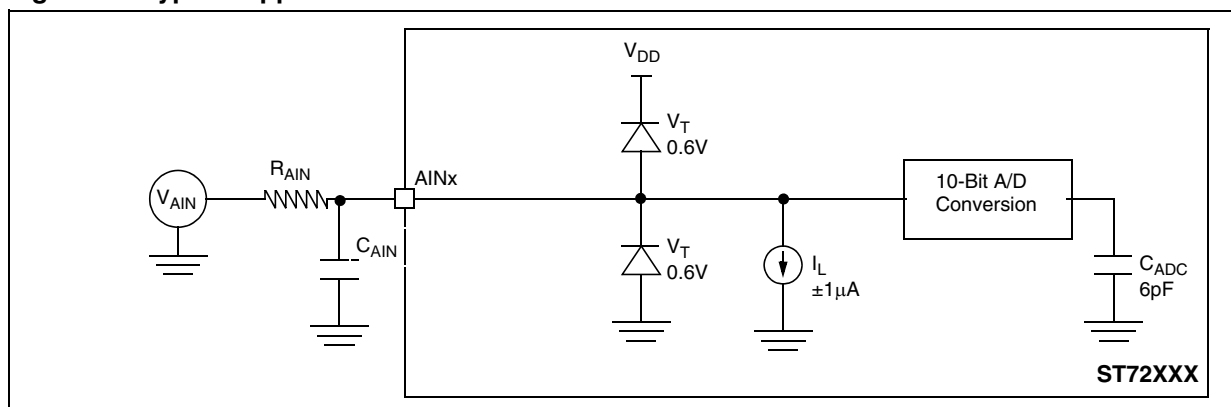 V_DD
V_T
0.6V
R_AIN
AINx
V_AIN
10-Bit A/D
Conversion
C_AIN
V_T
0.6V
I_L
±1μA
C_ADC
6pF
ST72XXX